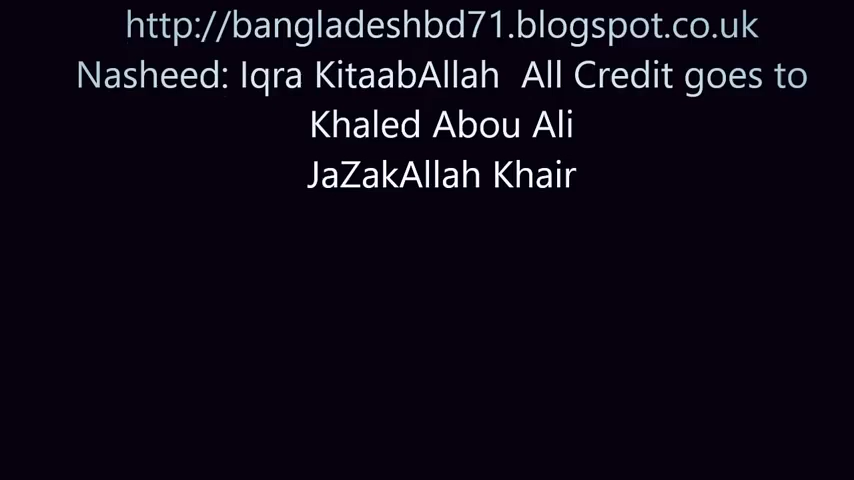 http://bangladeshbd71.blogspot.co.uk
Nasheed: Iqra KitaabAllah  All Credit goes to
Khaled Abou Ali
JaZakAllah Khair